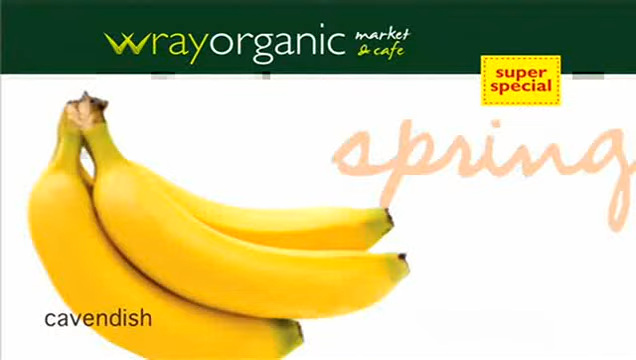 wrayorganic market & cafe
super special
spring
cavendish